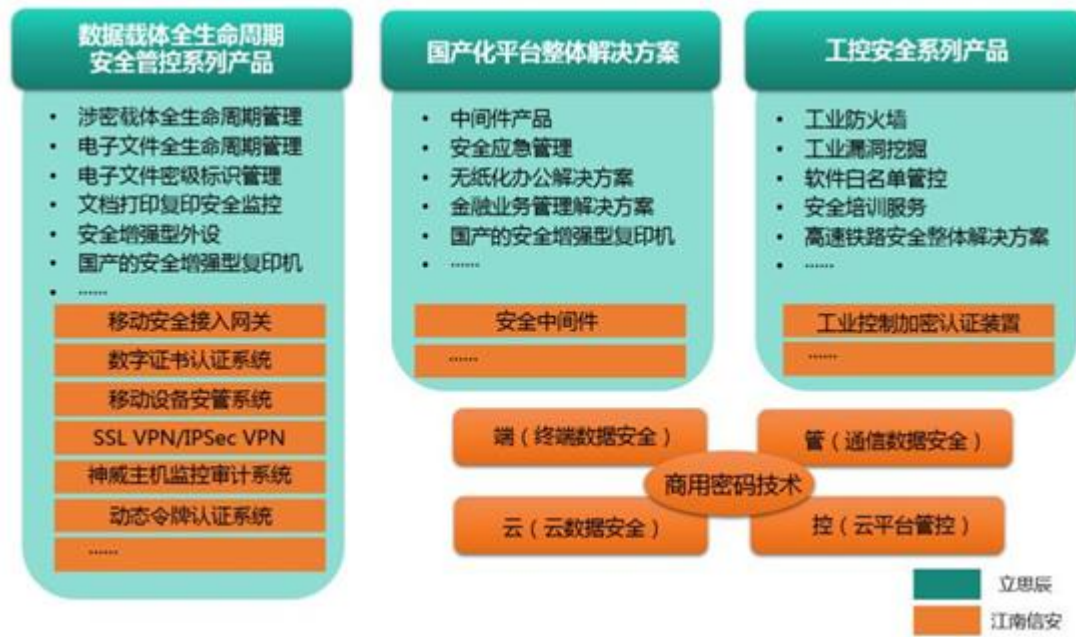 数据载体全生命周期
安全管控系列产品
• 涉密载体全生命周期管理
• 电子文件全生命周期管理
• 电子文件密级标识管理
• 文档打印复印安全监控
• 安全增强型外设
• 国产的安全增强型复印机
• ......
移动安全接入网关
数字证书认证系统
移动设备安管系统
SSL VPN/IPSec VPN
神威主机监控审计系统
动态令牌认证系统
......
国产化平台整体解决方案
• 中间件产品
• 安全应急管理
• 无纸化办公解决方案
• 金融业务管理解决方案
• 国产的安全增强型复印机
• ......
安全中间件
......
工控安全系列产品
• 工业防火墙
• 工业漏洞挖掘
• 软件白名单管控
• 安全培训服务
• 高速铁路安全整体解决方案
• ......
工业控制加密认证装置
......
端（终端数据安全）
管（通信数据安全）
商用密码技术
云（云数据安全）
控（云平台管控）
立思辰
江南信安